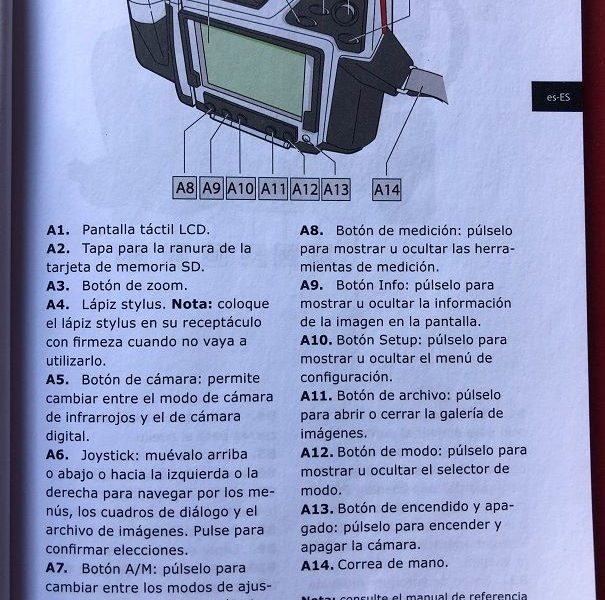 es-ES
A8 A9 A10 A11 A12 A13 A14
A1. Pantalla táctil LCD.
A2. Tapa para la ranura de la
tarjeta de memoria SD.
A3. Botón de zoom.
A4. Lápiz stylus. Nota: coloque
el lápiz stylus en su receptáculo
con firmeza cuando no vaya a
utilizarlo.
A5. Botón de cámara: permite
cambiar entre el modo de cámara
de infrarrojos y el de cámara
digital.
A6. Joystick: muévalo arriba
o abajo o hacia la izquierda o la
derecha para navegar por los me-
nús, los cuadros de diálogo y el
archivo de imágenes. Pulse para
confirmar elecciones.
A7. Botón A/M: púlselo para
cambiar entre los modos de ajus-
A8. Botón de medición: púlselo
para mostrar u ocultar las herra-
mientas de medición.
A9. Botón Info: púlselo para
mostrar u ocultar la información
de la imagen en la pantalla.
A10. Botón Setup: púlselo para
mostrar u ocultar el menú de
configuración.
A11. Botón de archivo: púlselo
para abrir o cerrar la galería de
imágenes.
A12. Botón de modo: púlselo para
mostrar u ocultar el selector de
modo.
A13. Botón de encendido y apa-
gado: púlselo para encender y
apagar la cámara.
A14. Correa de mano.
Nota: consulte el manual de referencia